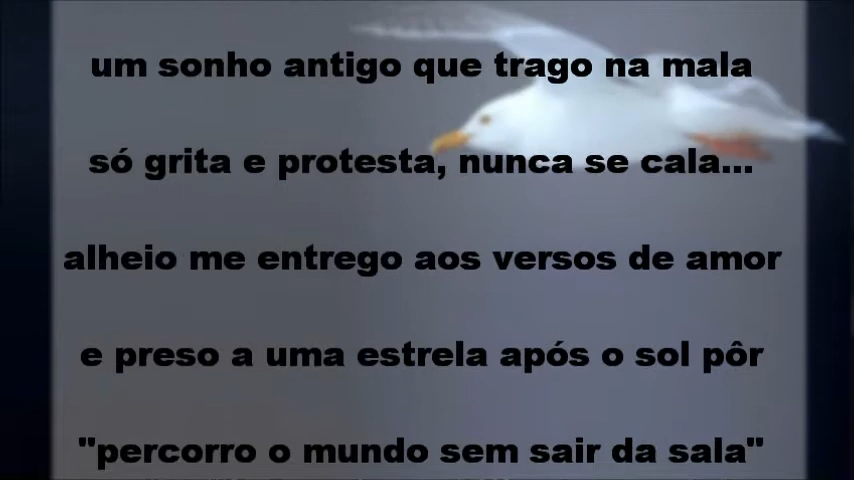 um sonho antigo que trago na mala
só grita e protesta, nunca se cala...
alheio me entrego aos versos de amor
e preso a uma estrela após o sol pôr
"percorro o mundo sem sair da sala"